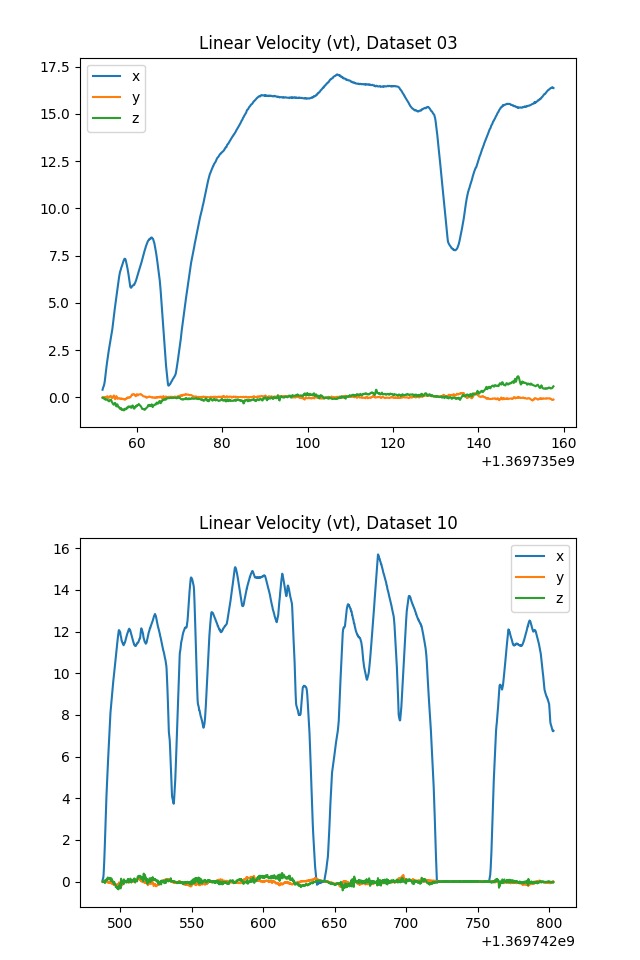 Linear Velocity (vt), Dataset 03
17.5
15.0
12.5
10.0
7.5
5.0
2.5
0.0
x
y
z
60 80 100 120 140 160
+1.369735e9
Linear Velocity (vt), Dataset 10
16
14
12
10
8
6
4
2
0
x
y
z
500 550 600 650 700 750 800
+1.369742e9